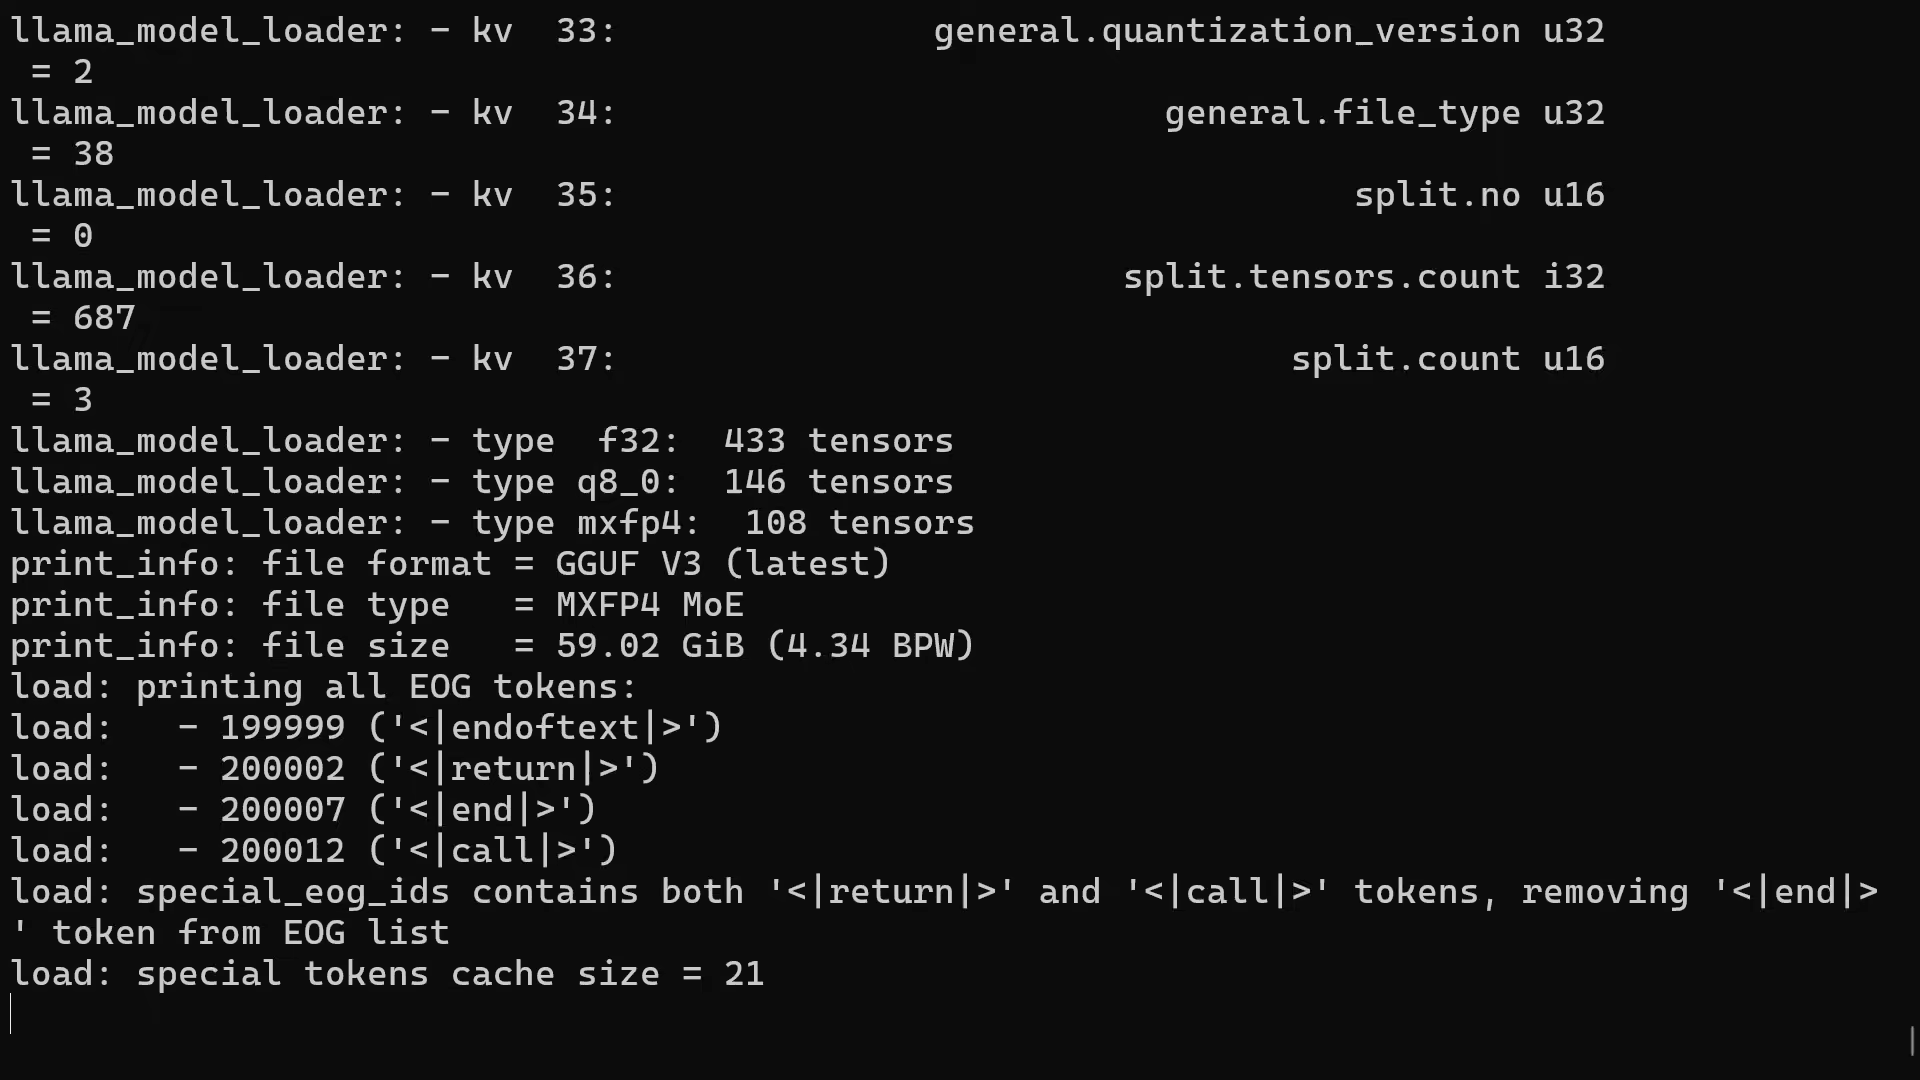 llama_model_loader: - kv  33:               general.quantization_version u32
 = 2
llama_model_loader: - kv  34:                          general.file_type u32
 = 38
llama_model_loader: - kv  35:                                   split.no u16
 = 0
llama_model_loader: - kv  36:                        split.tensors.count i32
 = 687
llama_model_loader: - kv  37:                                split.count u16
 = 3
llama_model_loader: - type  f32:  433 tensors
llama_model_loader: - type q8_0:  146 tensors
llama_model_loader: - type mxfp4:  108 tensors
print_info: file format = GGUF V3 (latest)
print_info: file type   = MXFP4 MoE
print_info: file size   = 59.02 GiB (4.34 BPW)
load: printing all EOG tokens:
load:   - 199999 ('<|endoftext|>')
load:   - 200002 ('<|return|>')
load:   - 200007 ('<|end|>')
load:   - 200012 ('<|call|>')
load: special_eog_ids contains both '<|return|>' and '<|call|>' tokens, removing '<|end|>
' token from EOG list
load: special tokens cache size = 21